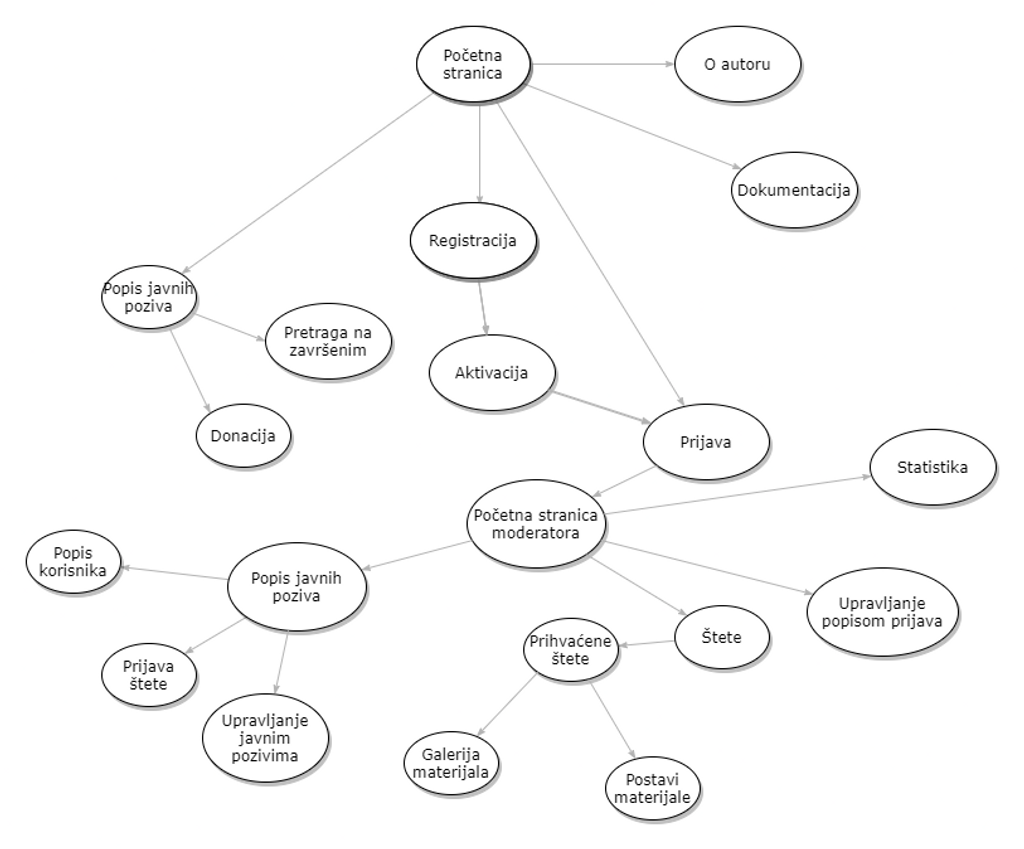 Početna
stranica
O autoru
Dokumentacija
Registracija
Popis javnih
poziva
Pretraga na
završenim
Aktivacija
Donacija
Prijava
Statistika
Početna stranica
moderatora
Popis
korisnika
Popis javnih
poziva
Upravljanje
popisom prijava
Štete
Prihvaćene
štete
Prijava
štete
Upravljanje
javnim
pozivima
Galerija
materijala
Postavi
materijale